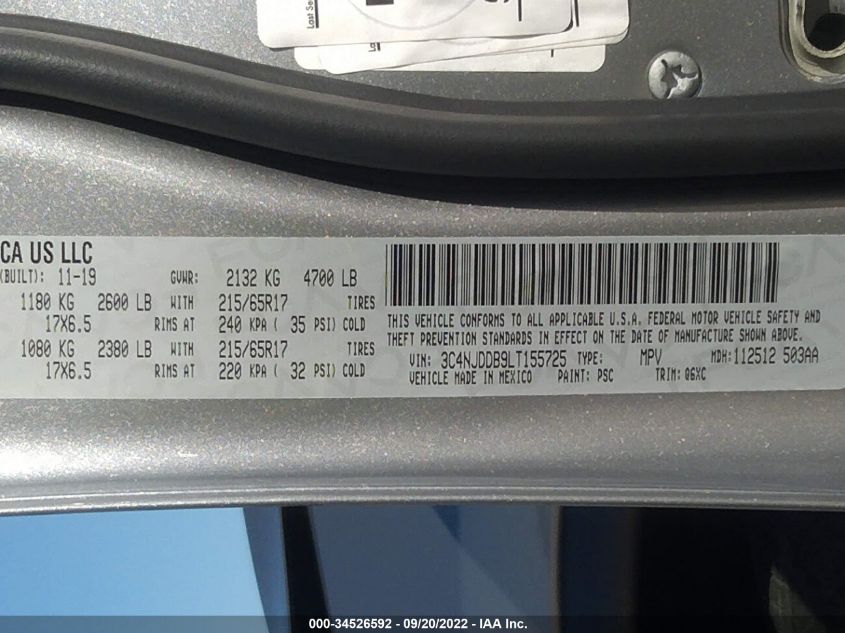 Last Se
CA US LLC
(BUILT): 11-19 GVWR: 2132 KG 4700 LB
1180 KG 2600 LB WITH 215/65R17 TIRES
17X6.5 RIMS AT 240 KPA ( 35 PSI) COLD
1080 KG 2380 LB WITH 215/65R17 TIRES
17X6.5 RIMS AT 220 KPA ( 32 PSI) COLD
THIS VEHICLE CONFORMS TO ALL APPLICABLE U.S.A. FEDERAL MOTOR VEHICLE SAFETY AND
THEFT PREVENTION STANDARDS IN EFFECT ON THE DATE OF MANUFACTURE SHOWN ABOVE.
VIN: 3C4NJDDB9LT155725 TYPE: MPV MDH:112512 503AA
VEHICLE MADE IN MEXICO PAINT: PSC TRIM: Q6XC
000-34526592 - 09/20/2022 - IAA Inc.